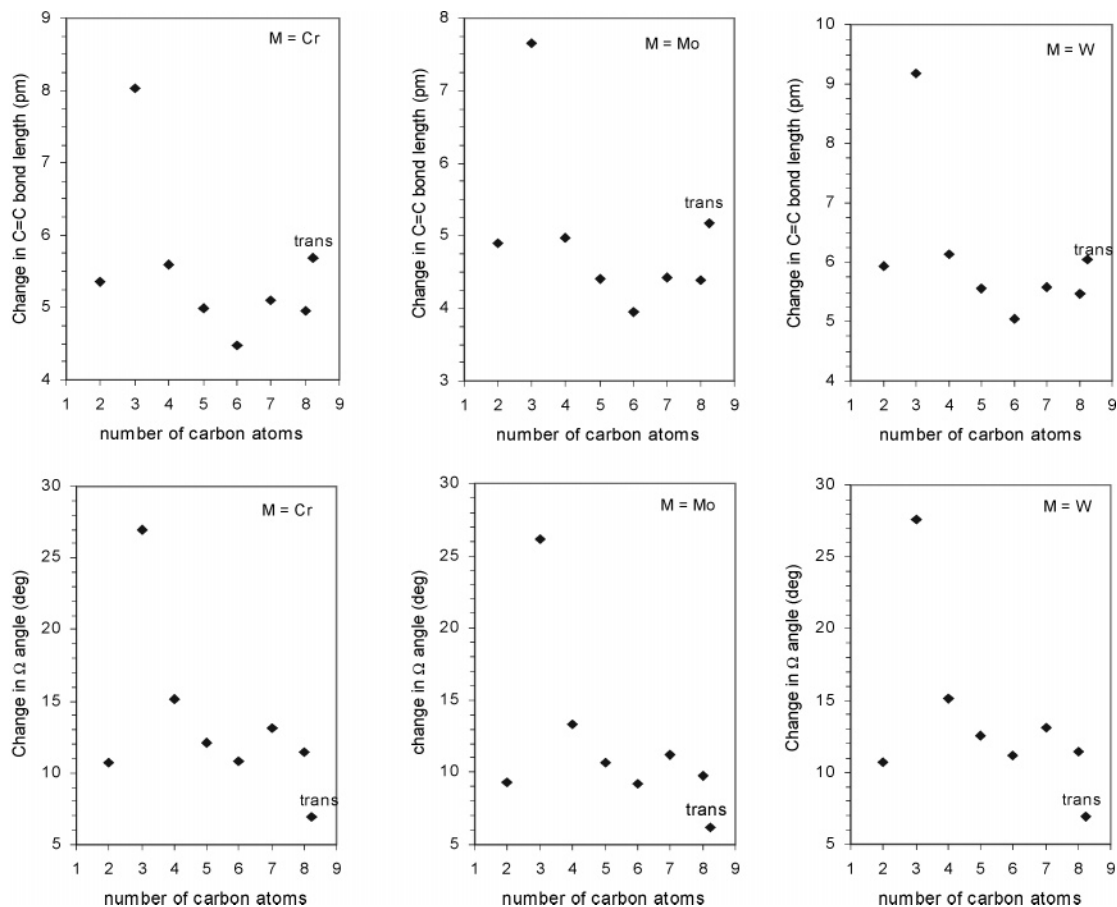 M = Cr
Change in C=C bond length (pm)
9
8
7
6
5
4
trans
1 2 3 4 5 6 7 8 9
number of carbon atoms
M = Mo
Change in C=C bond length (pm)
8
7
6
5
4
3
trans
1 2 3 4 5 6 7 8 9
number of carbon atoms
M = W
Change in C=C bond length (pm)
10
9
8
7
6
5
4
trans
1 2 3 4 5 6 7 8 9
number of carbon atoms
M = Cr
Change in Ω angle (deg)
30
25
20
15
10
5
trans
1 2 3 4 5 6 7 8 9
number of carbon atoms
M = Mo
change in Ω angle (deg)
30
25
20
15
10
5
trans
1 2 3 4 5 6 7 8 9
number of carbon atoms
M = W
Change in Ω angle (deg)
30
25
20
15
10
5
trans
1 2 3 4 5 6 7 8 9
number of carbon atoms